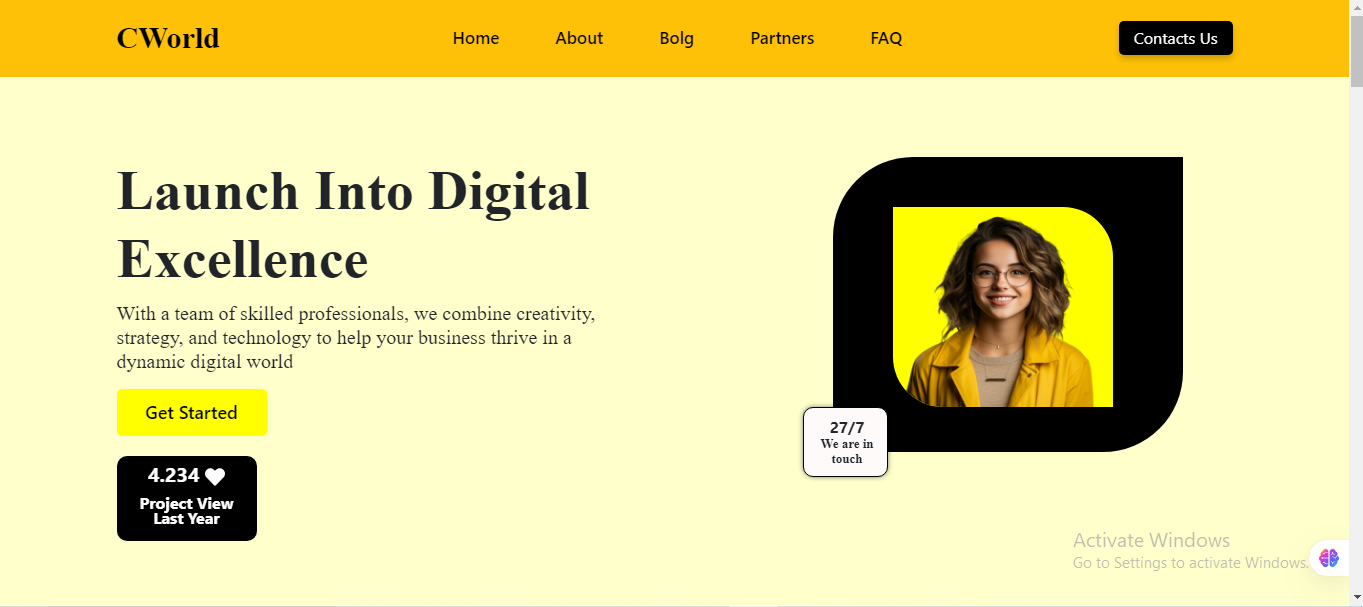 CWorld
Home
About
Bolg
Partners
FAQ
Contacts Us
Launch Into Digital
Excellence
With a team of skilled professionals, we combine creativity,
strategy, and technology to help your business thrive in a
dynamic digital world
Get Started
4.234
Project View
Last Year
27/7
We are in
touch
Activate Windows
Go to Settings to activate Windows.